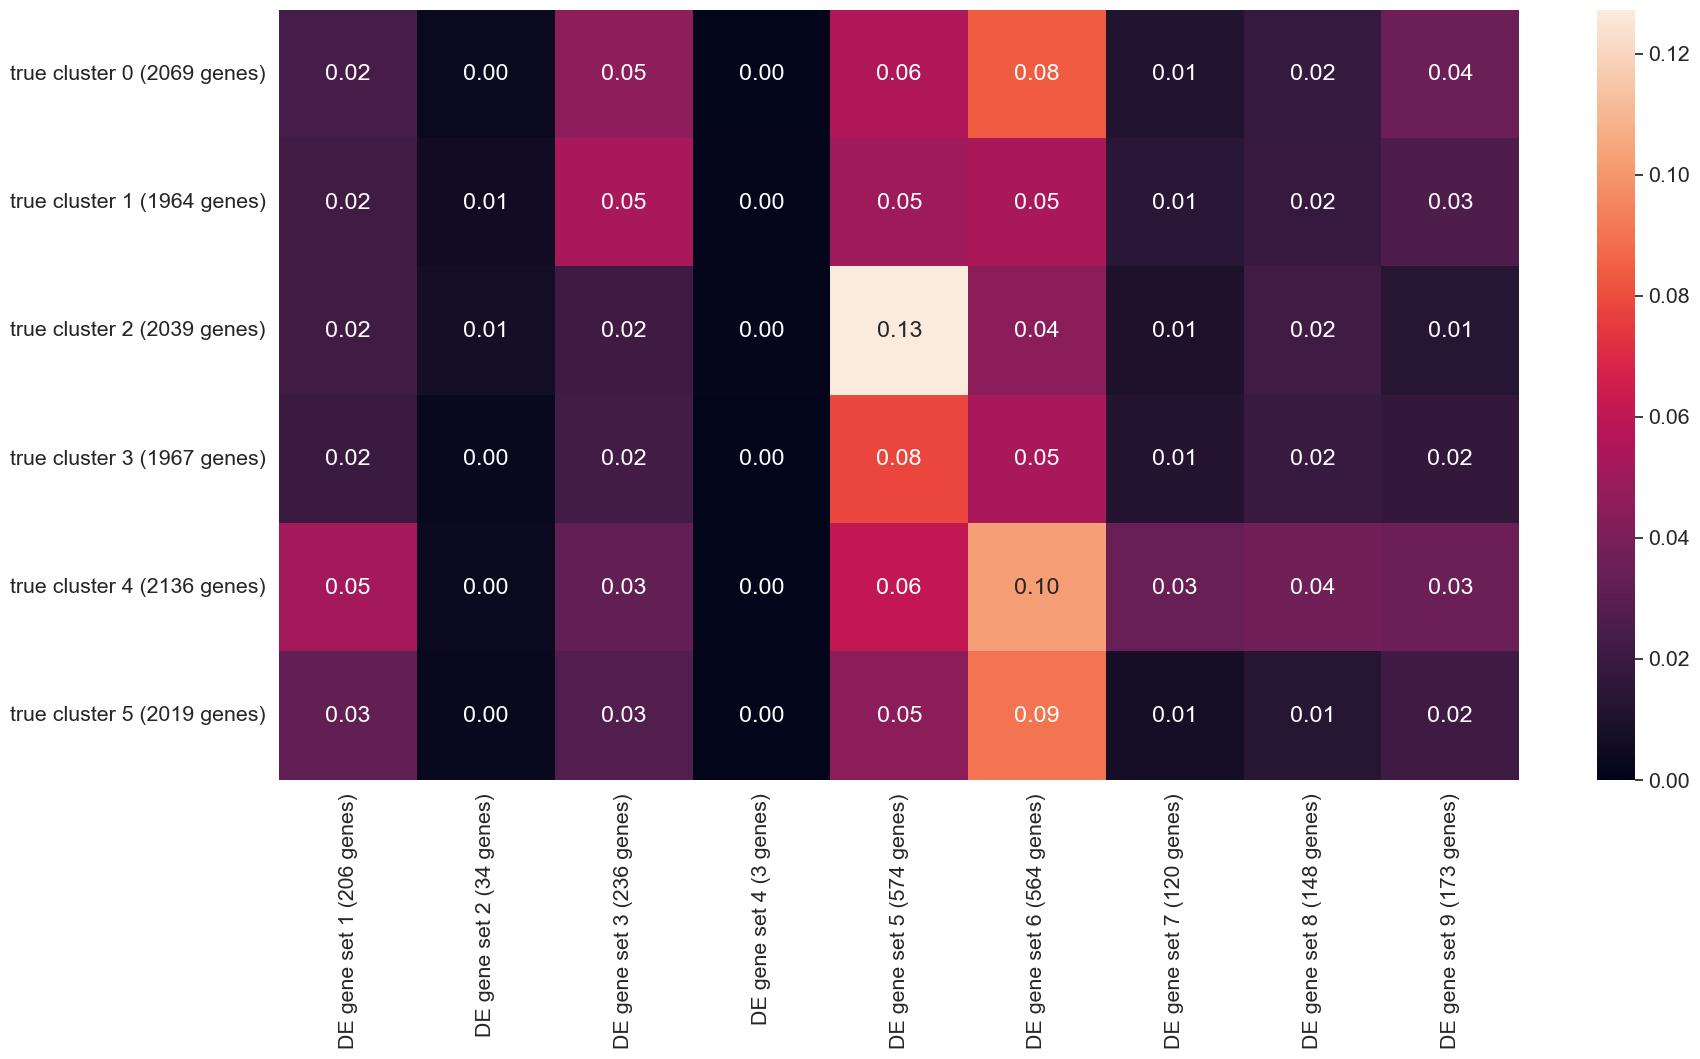 true cluster 0 (2069 genes) 0.02 0.00 0.05 0.00 0.06 0.08 0.01 0.02 0.04
true cluster 1 (1964 genes) 0.02 0.01 0.05 0.00 0.05 0.05 0.01 0.02 0.03
true cluster 2 (2039 genes) 0.02 0.01 0.02 0.00 0.13 0.04 0.01 0.02 0.01
true cluster 3 (1967 genes) 0.02 0.00 0.02 0.00 0.08 0.05 0.01 0.02 0.02
true cluster 4 (2136 genes) 0.05 0.00 0.03 0.00 0.06 0.10 0.03 0.04 0.03
true cluster 5 (2019 genes) 0.03 0.00 0.03 0.00 0.05 0.09 0.01 0.01 0.02
DE gene set 1 (206 genes)
DE gene set 2 (34 genes)
DE gene set 3 (236 genes)
DE gene set 4 (3 genes)
DE gene set 5 (574 genes)
DE gene set 6 (564 genes)
DE gene set 7 (120 genes)
DE gene set 8 (148 genes)
DE gene set 9 (173 genes)
0.12
0.10
0.08
0.06
0.04
0.02
0.00